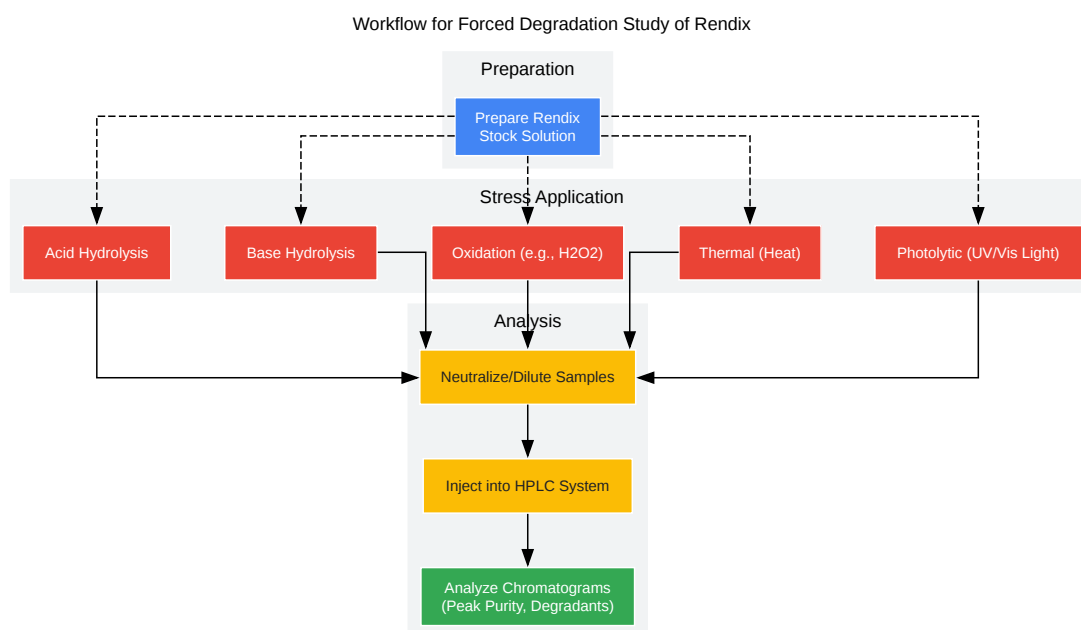 Workflow for Forced Degradation Study of Rendix
Preparation
Prepare Rendix
Stock Solution
Stress Application
Acid Hydrolysis
Base Hydrolysis
Oxidation (e.g., H2O2)
Thermal (Heat)
Photolytic (UV/Vis Light)
Analysis
Neutralize/Dilute Samples
Inject into HPLC System
Analyze Chromatograms
(Peak Purity, Degradants)